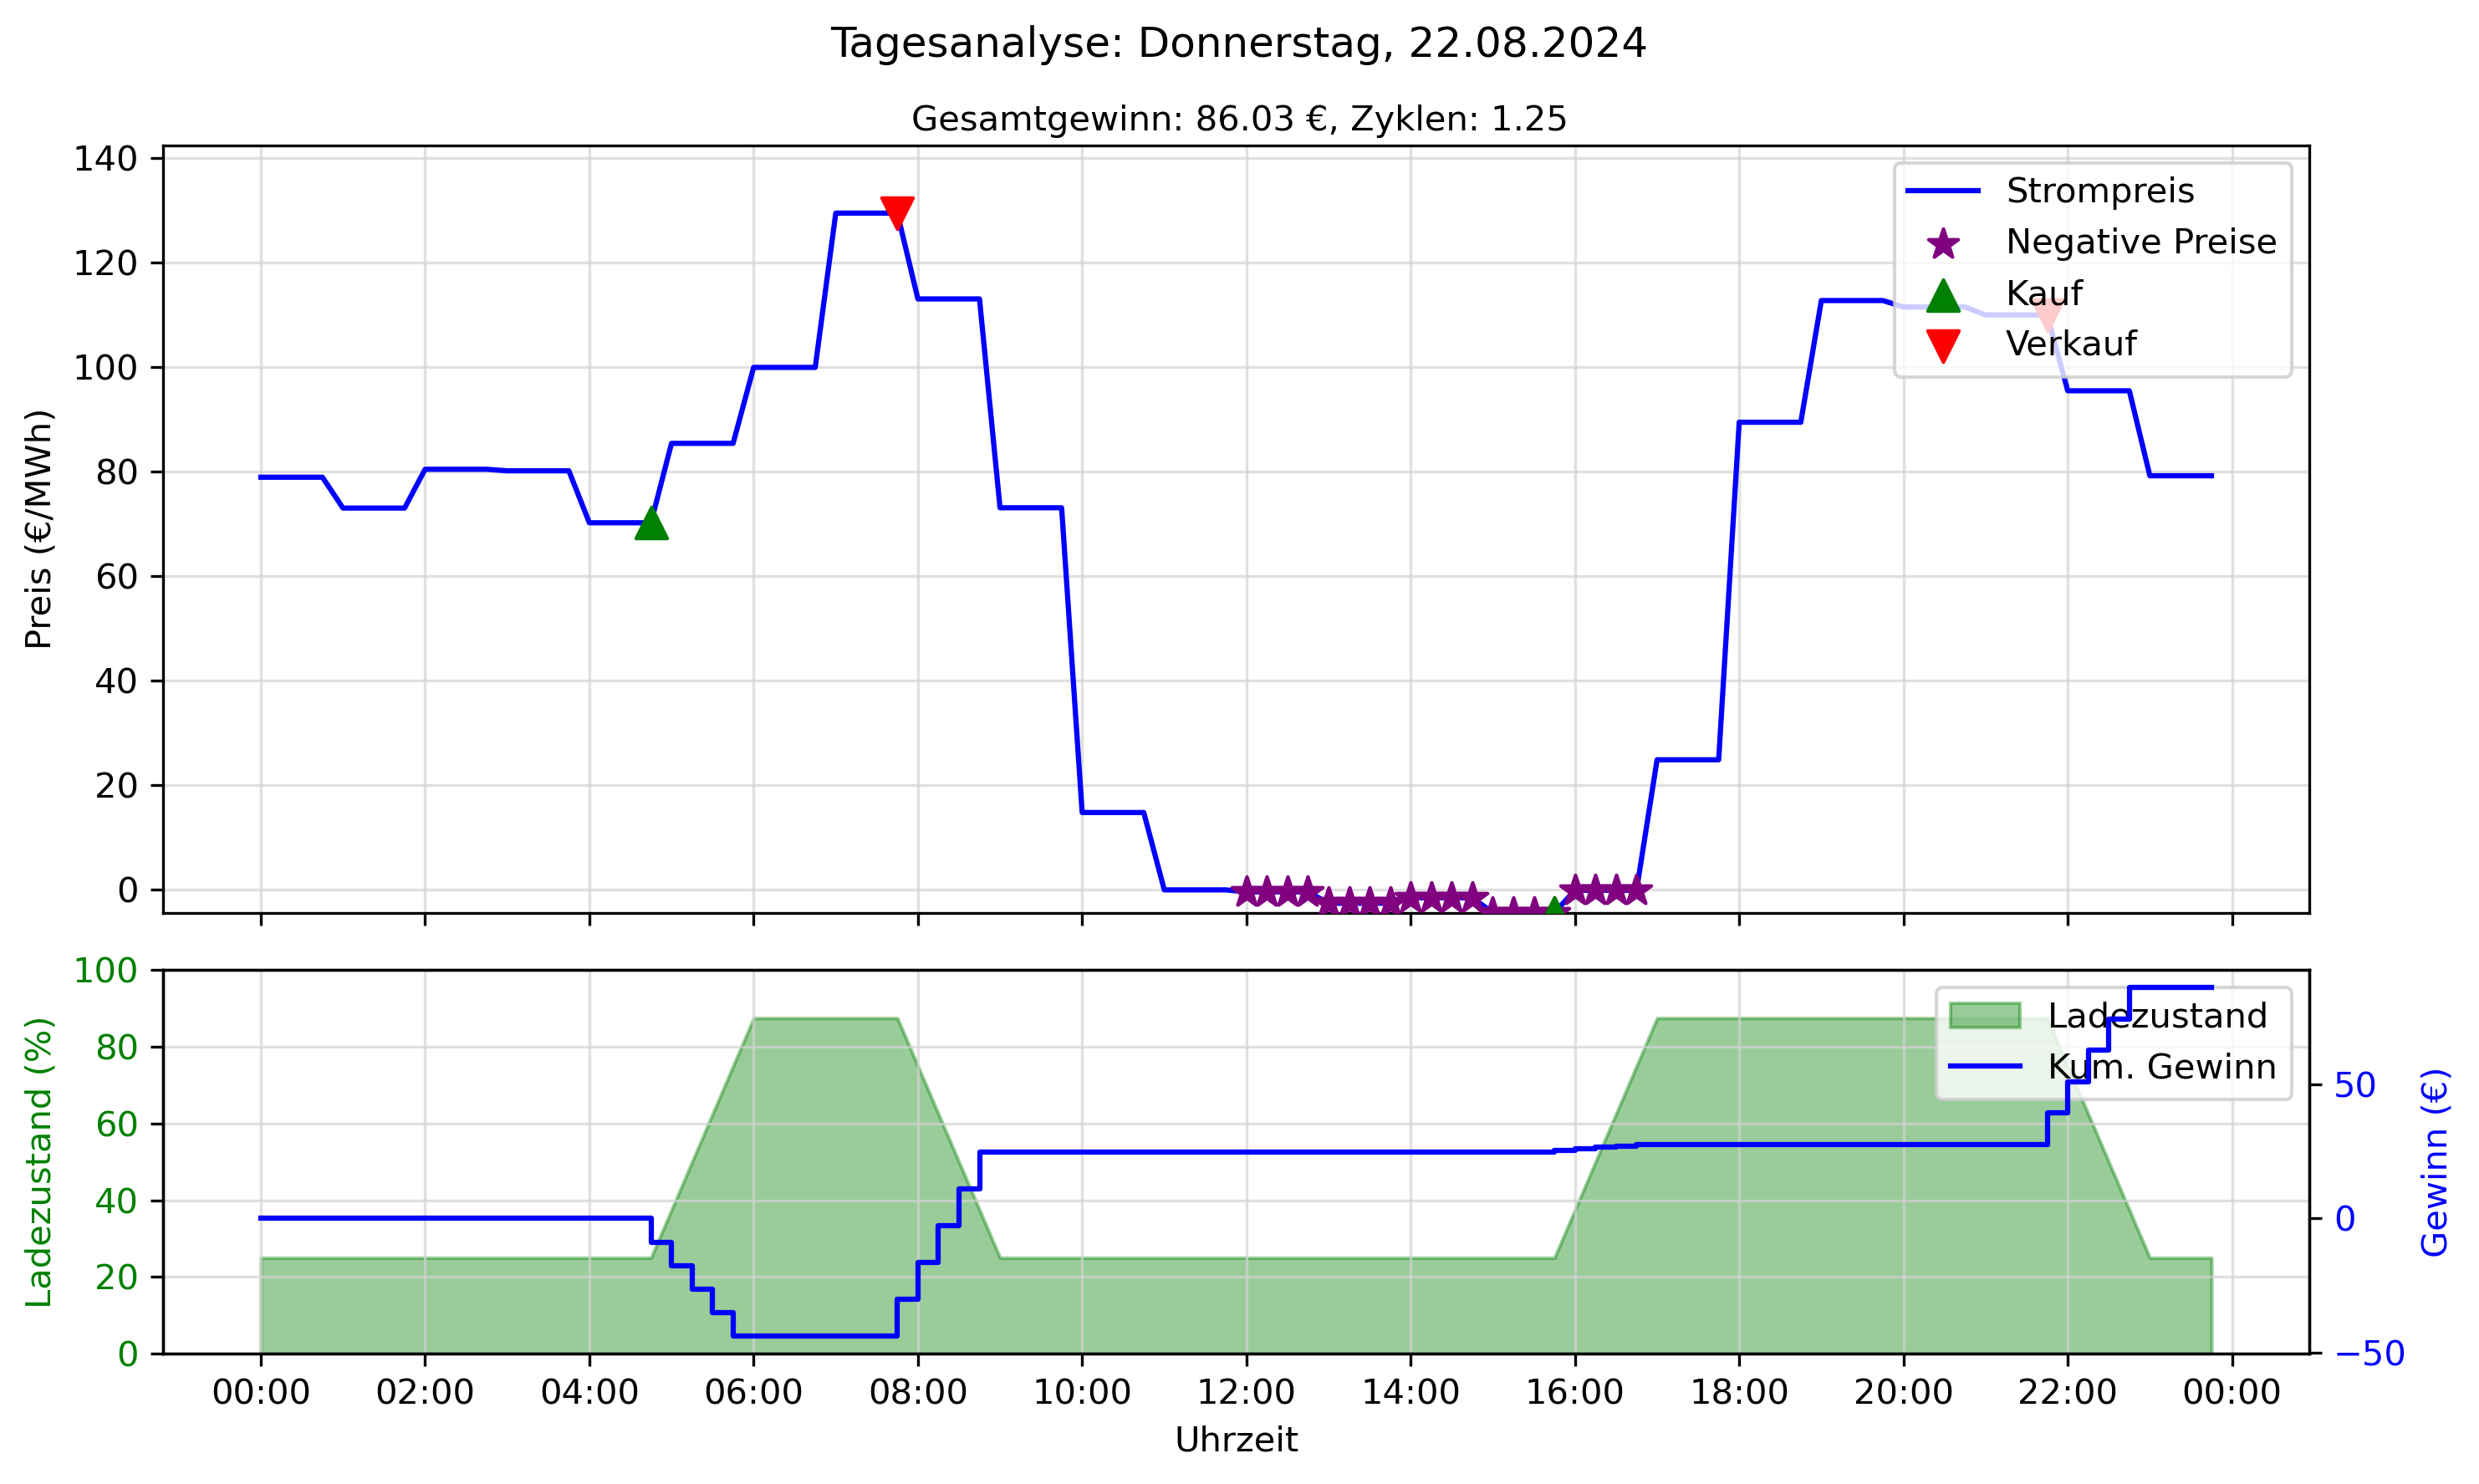 Tagesanalyse: Donnerstag, 22.08.2024
Gesamtgewinn: 86.03 €, Zyklen: 1.25
Preis (€/MWh)
140
120
100
80
60
40
20
0
Strompreis
Negative Preise
Kauf
Verkauf
Ladezustand (%)
100
80
60
40
20
0
Ladezustand
Kum. Gewinn
50
0
−50
Gewinn (€)
00:00 02:00 04:00 06:00 08:00 10:00 12:00 14:00 16:00 18:00 20:00 22:00 00:00
Uhrzeit